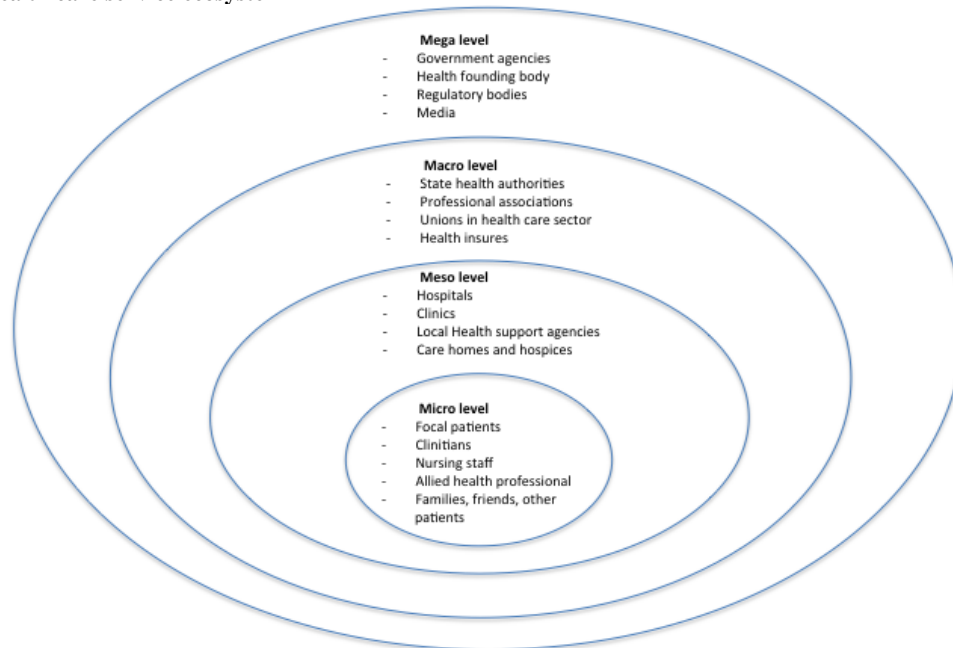 Mega level
- Government agencies
- Health founding body
- Regulatory bodies
- Media
Macro level
- State health authorities
- Professional associations
- Unions in health care sector
- Health insures
Meso level
- Hospitals
- Clinics
- Local Health support agencies
- Care homes and hospices
Micro level
- Focal patients
- Clinitians
- Nursing staff
- Allied health professional
- Families, friends, other
patients